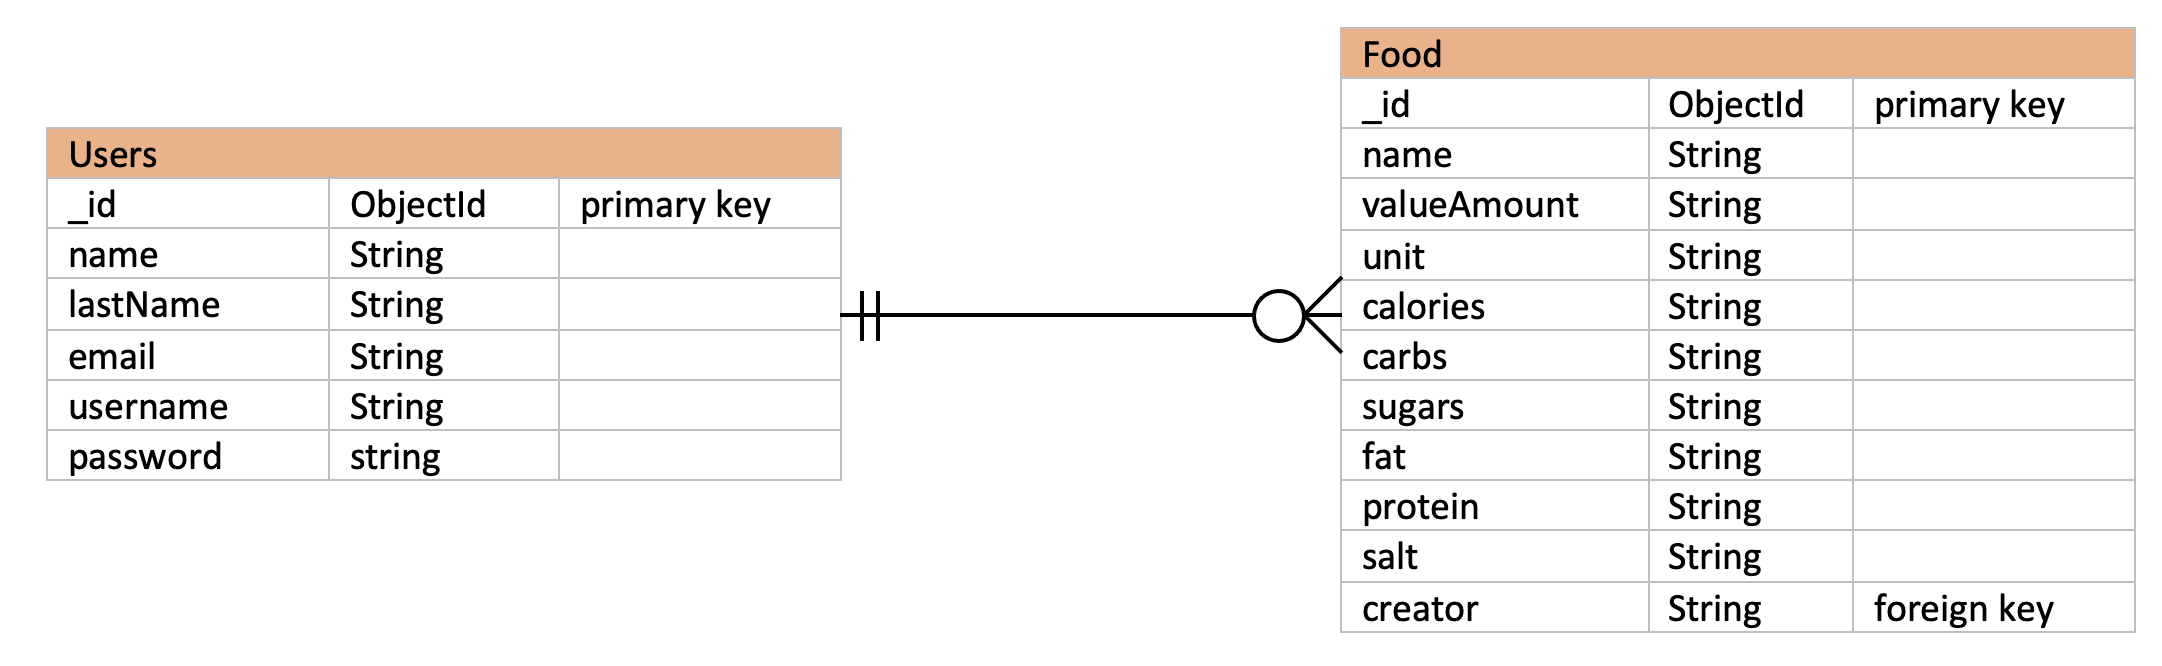 Users
_id ObjectId primary key
name String
lastName String
email String
username String
password string
Food
_id ObjectId primary key
name String
valueAmount String
unit String
calories String
carbs String
sugars String
fat String
protein String
salt String
creator String foreign key